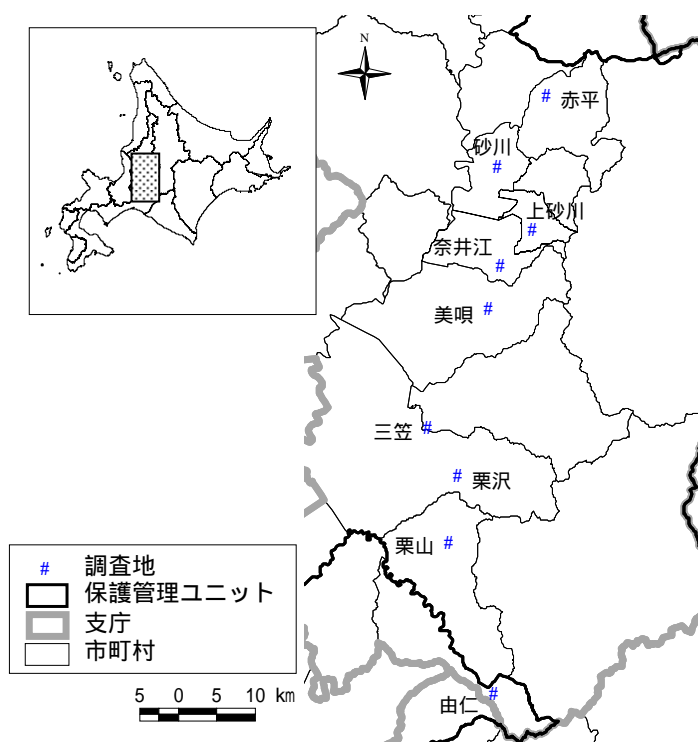 N
赤平
砂川
上砂川
奈井江
美唄
三笠
栗沢
栗山
由仁
# 調査地
保護管理ユニット
支庁
市町村
5 0 5 10 km